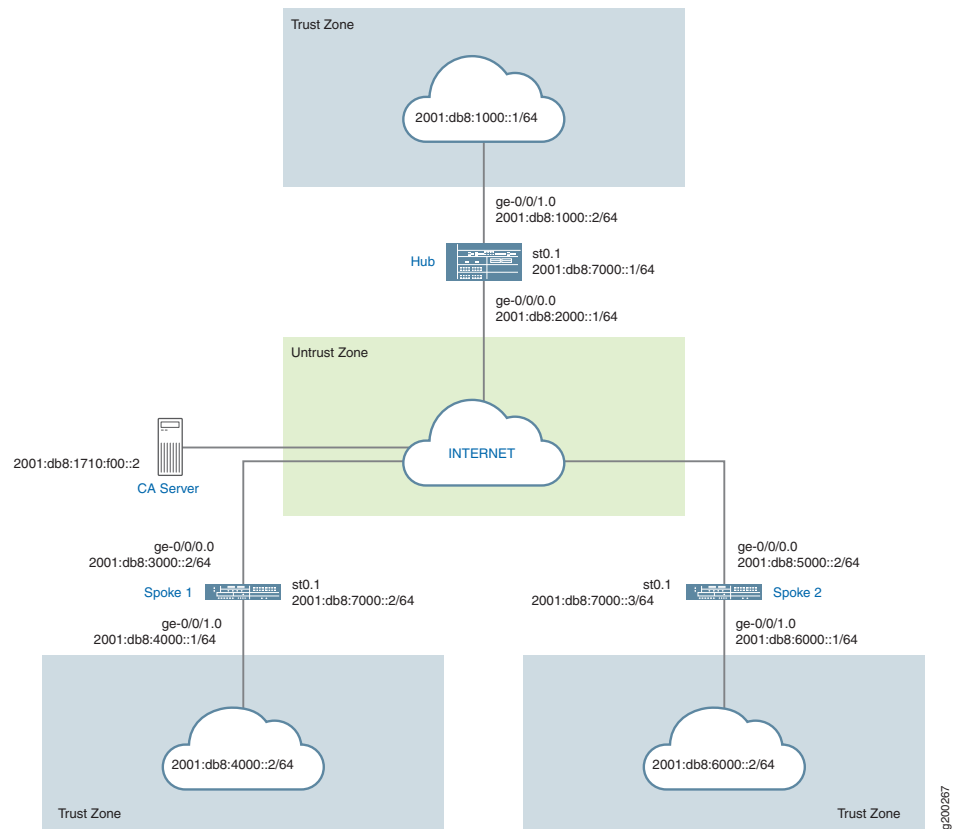 Trust Zone
2001:db8:1000::1/64
ge-0/0/1.0
2001:db8:1000::2/64
Hub
st0.1
2001:db8:7000::1/64
ge-0/0/0.0
2001:db8:2000::1/64
Untrust Zone
INTERNET
2001:db8:1710:f00::2
CA Server
ge-0/0/0.0
2001:db8:3000::2/64
Spoke 1
st0.1
2001:db8:7000::2/64
ge-0/0/1.0
2001:db8:4000::1/64
ge-0/0/0.0
2001:db8:5000::2/64
st0.1
2001:db8:7000::3/64
Spoke 2
ge-0/0/1.0
2001:db8:6000::1/64
2001:db8:4000::2/64
Trust Zone
2001:db8:6000::2/64
Trust Zone
g200267